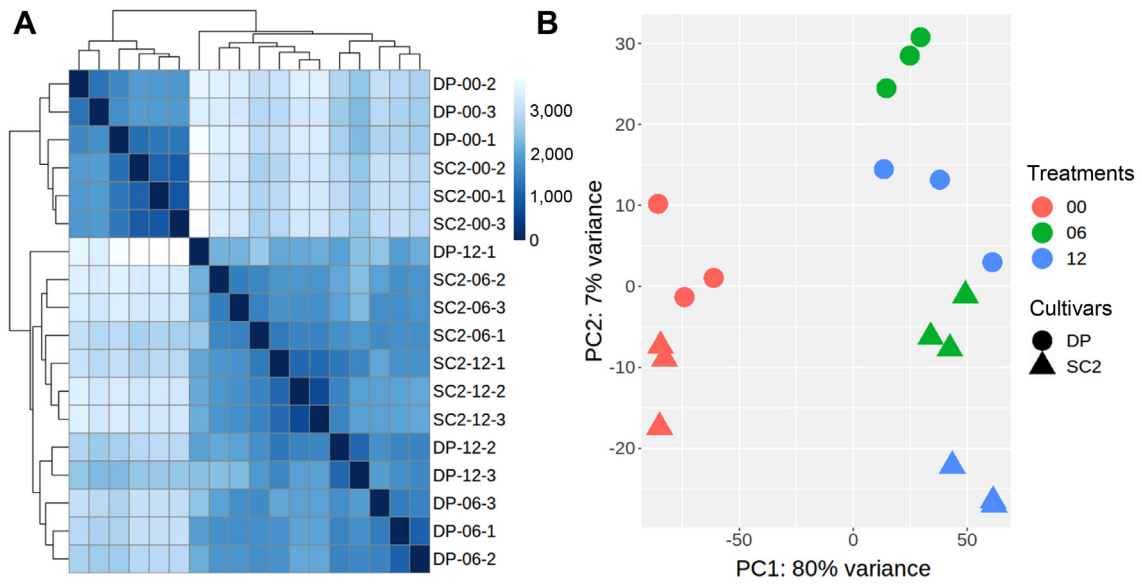 A
DP-00-2
DP-00-3
DP-00-1
SC2-00-2
SC2-00-1
SC2-00-3
DP-12-1
SC2-06-2
SC2-06-3
SC2-06-1
SC2-12-1
SC2-12-2
SC2-12-3
DP-12-2
DP-12-3
DP-06-3
DP-06-1
DP-06-2
3,000
2,000
1,000
0
B
PC2: 7% variance
30
20
10
0
-10
-20
-50
0
50
PC1: 80% variance
Treatments
00
06
12
Cultivars
DP
SC2